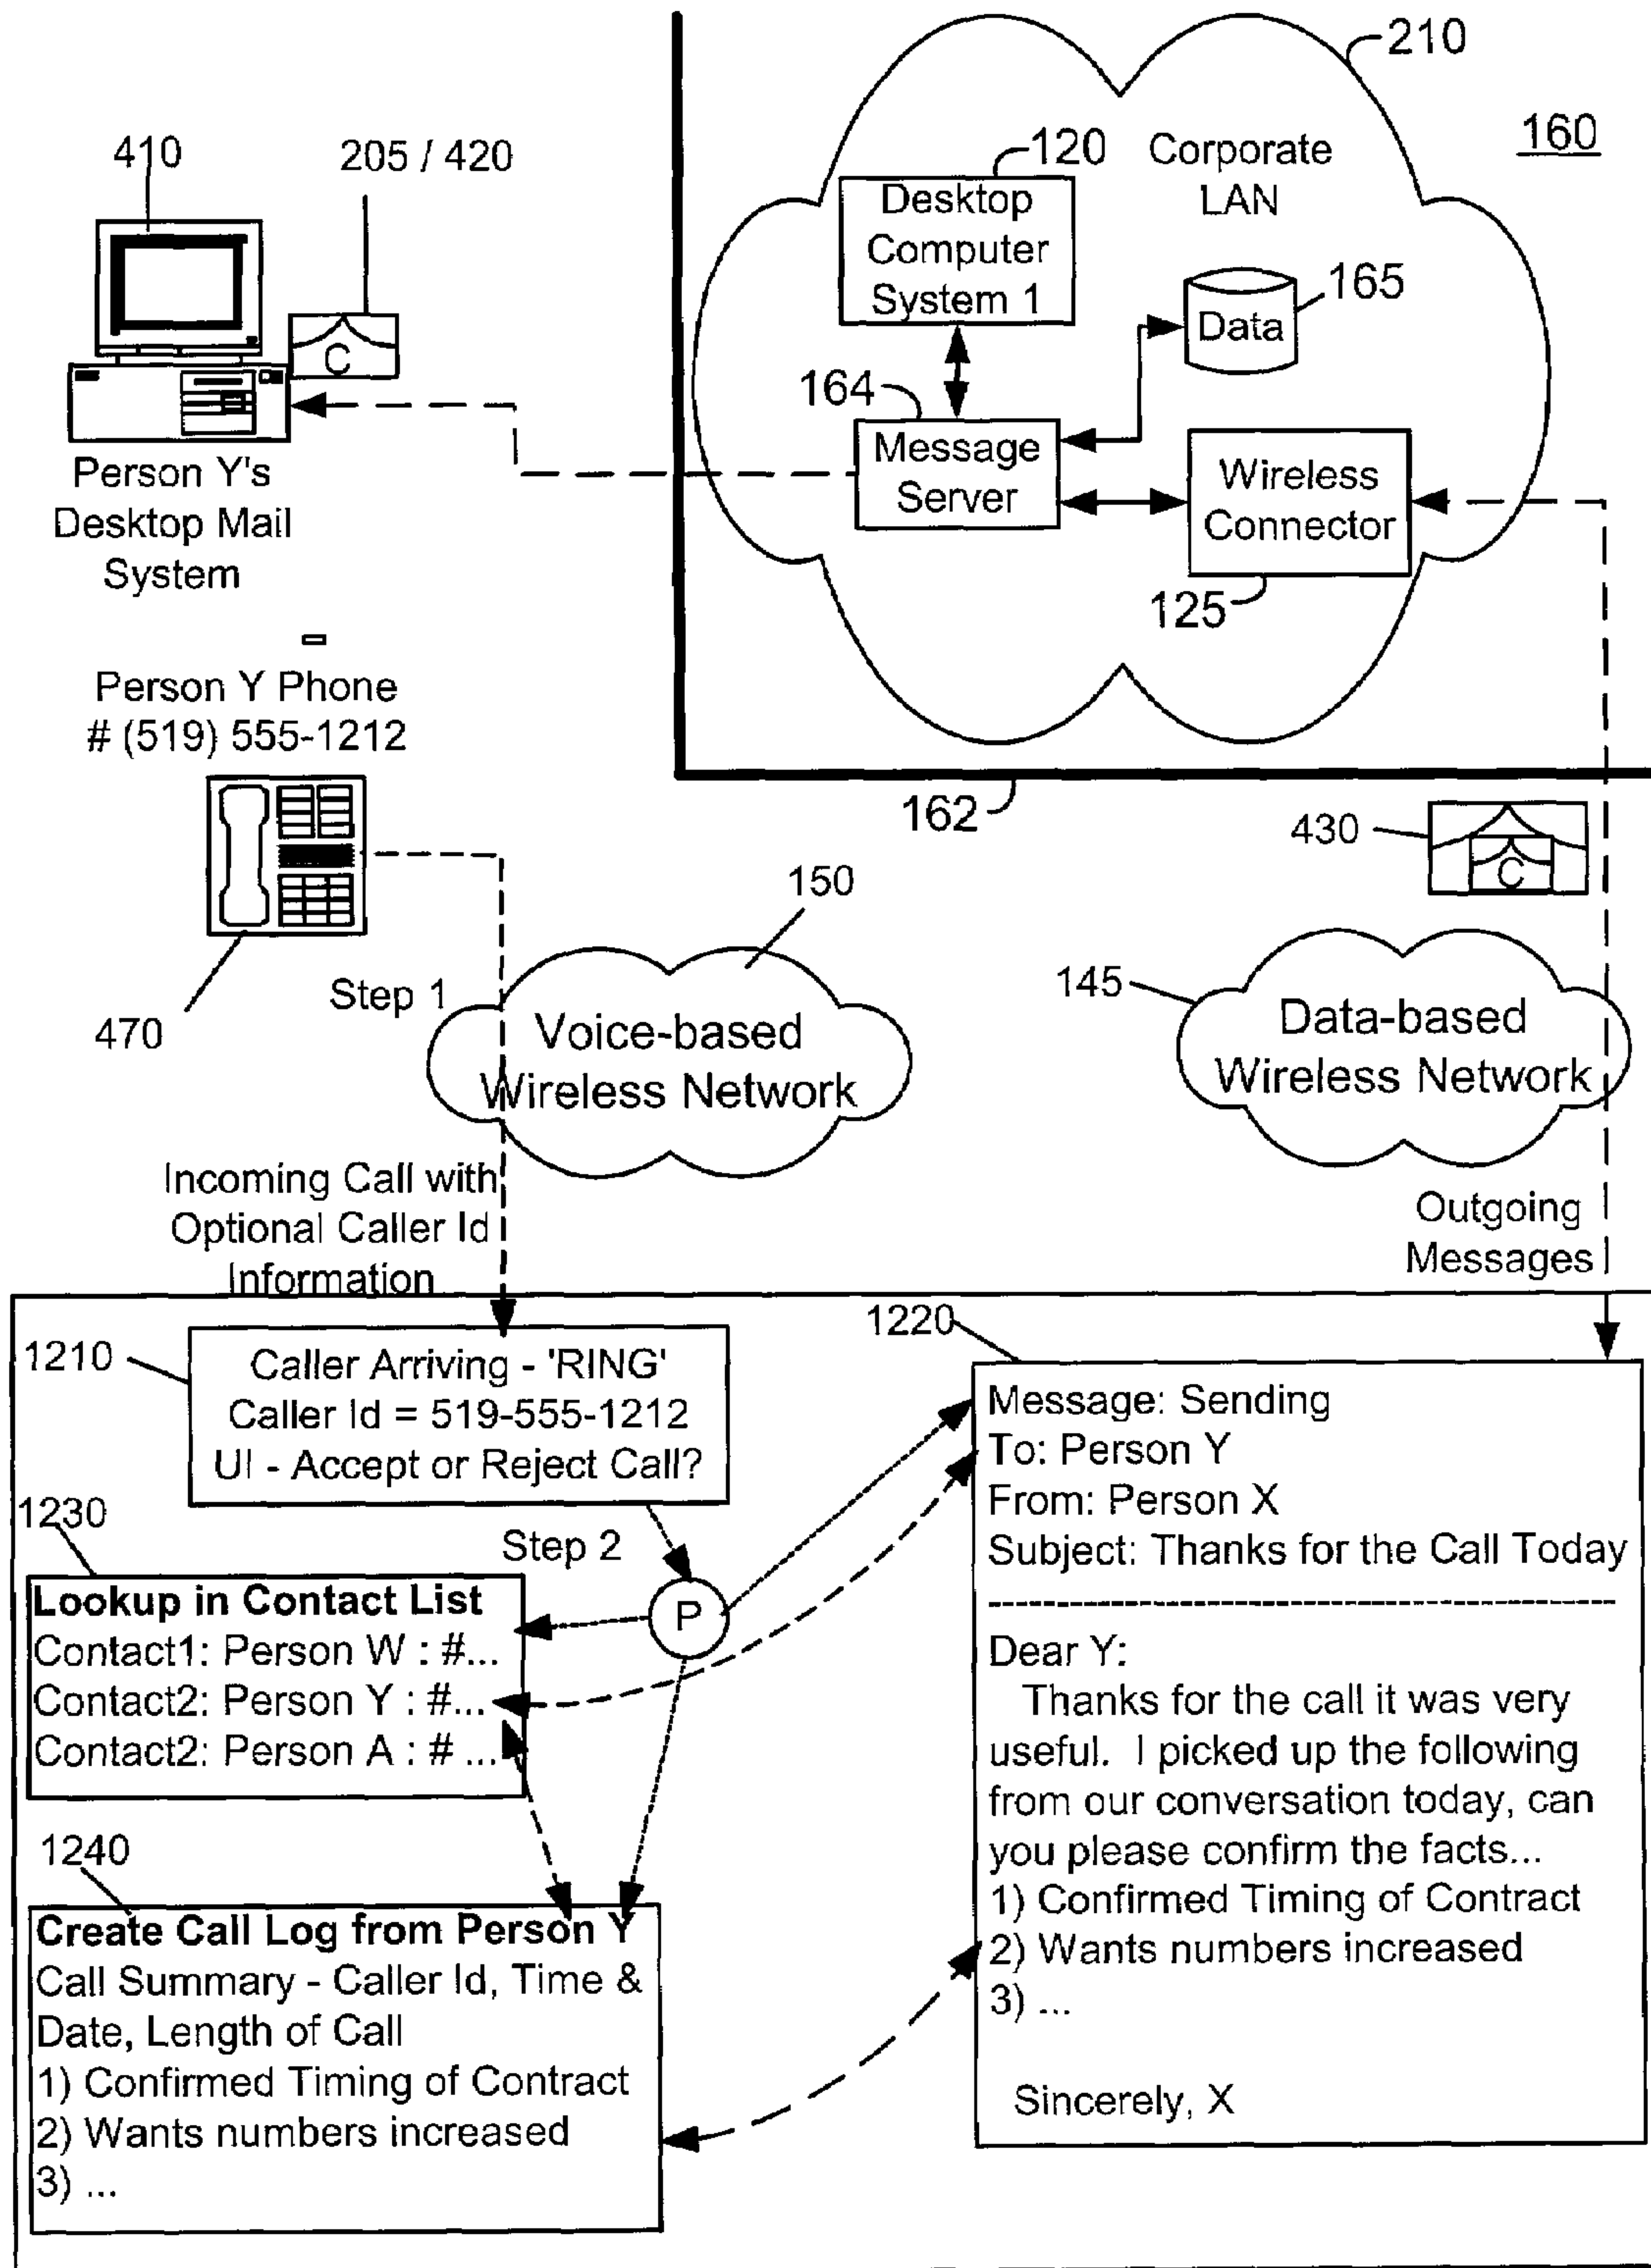 210
160
410
205 / 420
120
Corporate
LAN
Desktop
Computer
System 1
165
Data
C
164
Message
Server
Wireless
Connector
125
Person Y's
Desktop Mail
System
Person Y Phone
# (519) 555-1212
162
430
C
150
470
Step 1
Voice-based
Wireless Network
145
Data-based
Wireless Network
Incoming Call with
Optional Caller Id
Information
Outgoing
Messages
1210
Caller Arriving - 'RING'
Caller Id = 519-555-1212
UI - Accept or Reject Call?
1220
Message: Sending
To: Person Y
From: Person X
Subject: Thanks for the Call Today
Dear Y:
Thanks for the call it was very
useful. I picked up the following
from our conversation today, can
you please confirm the facts...
1) Confirmed Timing of Contract
2) Wants numbers increased
3) ...
Sincerely, X
1230
Step 2
P
Lookup in Contact List
Contact1: Person W : #...
Contact2: Person Y : #...
Contact2: Person A : # ...
1240
Create Call Log from Person Y
Call Summary - Caller Id, Time &
Date, Length of Call
1) Confirmed Timing of Contract
2) Wants numbers increased
3) ...